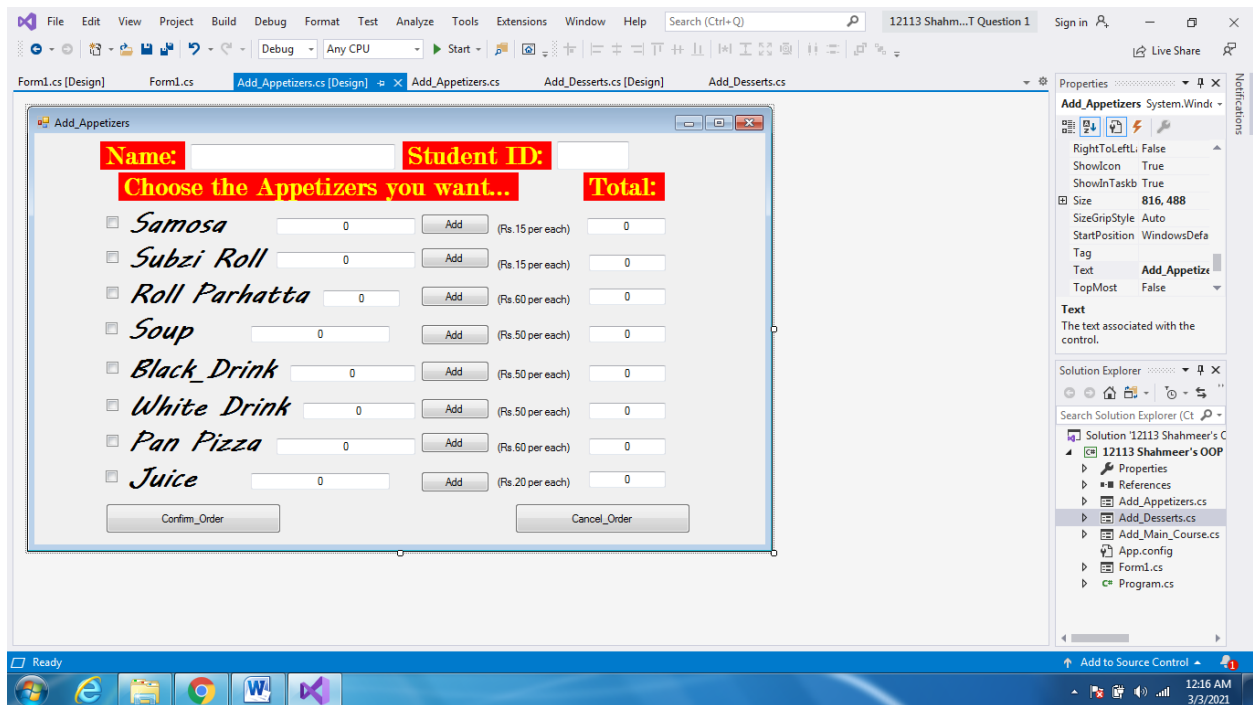 File Edit View Project Build Debug Format Test Analyze Tools Extensions Window Help Search (Ctrl+Q) 12113 Shahm...T Question 1 Sign in
Debug Any CPU Start Live Share
Form1.cs [Design] Form1.cs Add_Appetizers.cs [Design] Add_Appetizers.cs Add_Desserts.cs [Design] Add_Desserts.cs
Add_Appetizers
Name: Student ID:
Choose the Appetizers you want... Total:
Samosa 0 Add (Rs.15 per each) 0
Subzi Roll 0 Add (Rs.15 per each) 0
Roll Parhatta 0 Add (Rs.60 per each) 0
Soup 0 Add (Rs.50 per each) 0
Black_Drink 0 Add (Rs.50 per each) 0
White Drink 0 Add (Rs.50 per each) 0
Pan Pizza 0 Add (Rs.60 per each) 0
Juice 0 Add (Rs.20 per each) 0
Confirm_Order Cancel_Order
Properties
Add_Appetizers System.Windo
RightToLeftL: False
ShowIcon True
ShowInTaskb True
Size 816, 488
SizeGripStyle Auto
StartPosition WindowsDefa
Tag
Text Add_Appetize
TopMost False
Text
The text associated with the
control.
Solution Explorer
Search Solution Explorer (Ct
Solution '12113 Shahmeer's C
C# 12113 Shahmeer's OOP
Properties
References
Add_Appetizers.cs
Add_Desserts.cs
Add_Main_Course.cs
App.config
Form1.cs
C# Program.cs
Notifications
Ready Add to Source Control 1
12:16 AM
3/3/2021